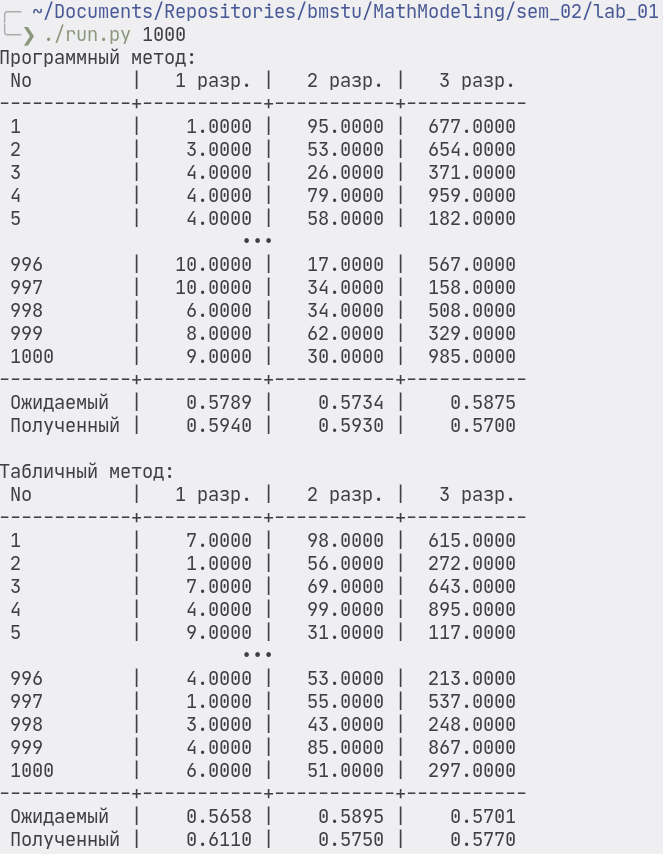 ~/Documents/Repositories/bmstu/MathModeling/sem_02/lab_01
❯ ./run.py 1000
Программный метод:
 No         |   1 разр. |   2 разр. |   3 разр.
------------+-----------+-----------+-----------
 1          |    1.0000 |   95.0000 |  677.0000
 2          |    3.0000 |   53.0000 |  654.0000
 3          |    4.0000 |   26.0000 |  371.0000
 4          |    4.0000 |   79.0000 |  959.0000
 5          |    4.0000 |   58.0000 |  182.0000
                      •••
 996        |   10.0000 |   17.0000 |  567.0000
 997        |   10.0000 |   34.0000 |  158.0000
 998        |    6.0000 |   34.0000 |  508.0000
 999        |    8.0000 |   62.0000 |  329.0000
 1000       |    9.0000 |   30.0000 |  985.0000
------------+-----------+-----------+-----------
 Ожидаемый  |    0.5789 |    0.5734 |    0.5875
 Полученный |    0.5940 |    0.5930 |    0.5700

Табличный метод:
 No         |   1 разр. |   2 разр. |   3 разр.
------------+-----------+-----------+-----------
 1          |    7.0000 |   98.0000 |  615.0000
 2          |    1.0000 |   56.0000 |  272.0000
 3          |    7.0000 |   69.0000 |  643.0000
 4          |    4.0000 |   99.0000 |  895.0000
 5          |    9.0000 |   31.0000 |  117.0000
                      •••
 996        |    4.0000 |   53.0000 |  213.0000
 997        |    1.0000 |   55.0000 |  537.0000
 998        |    3.0000 |   43.0000 |  248.0000
 999        |    4.0000 |   85.0000 |  867.0000
 1000       |    6.0000 |   51.0000 |  297.0000
------------+-----------+-----------+-----------
 Ожидаемый  |    0.5658 |    0.5895 |    0.5701
 Полученный |    0.6110 |    0.5750 |    0.5770